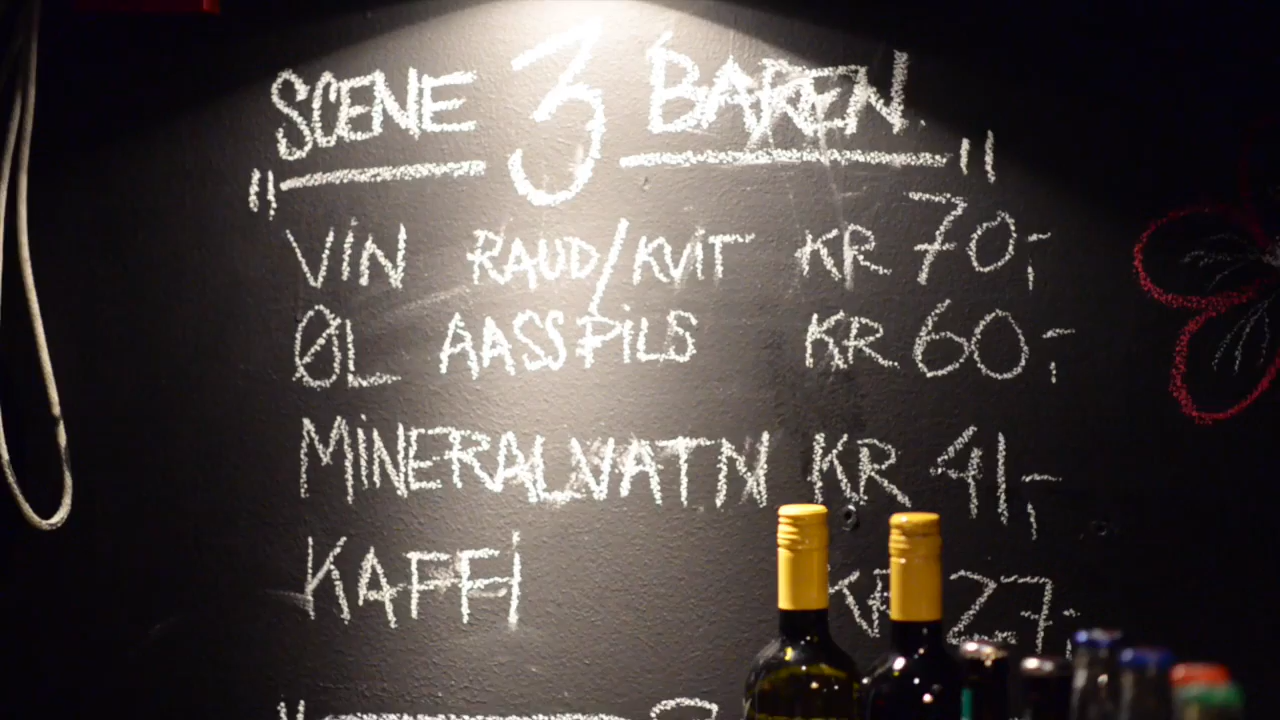 SCENE 3 BAREN.
VIN RAUD/KVIT KR 70,-
ØL AASS PILS KR 60,-
MINERALVATN KR 41,-
KAFFI KR 27,-